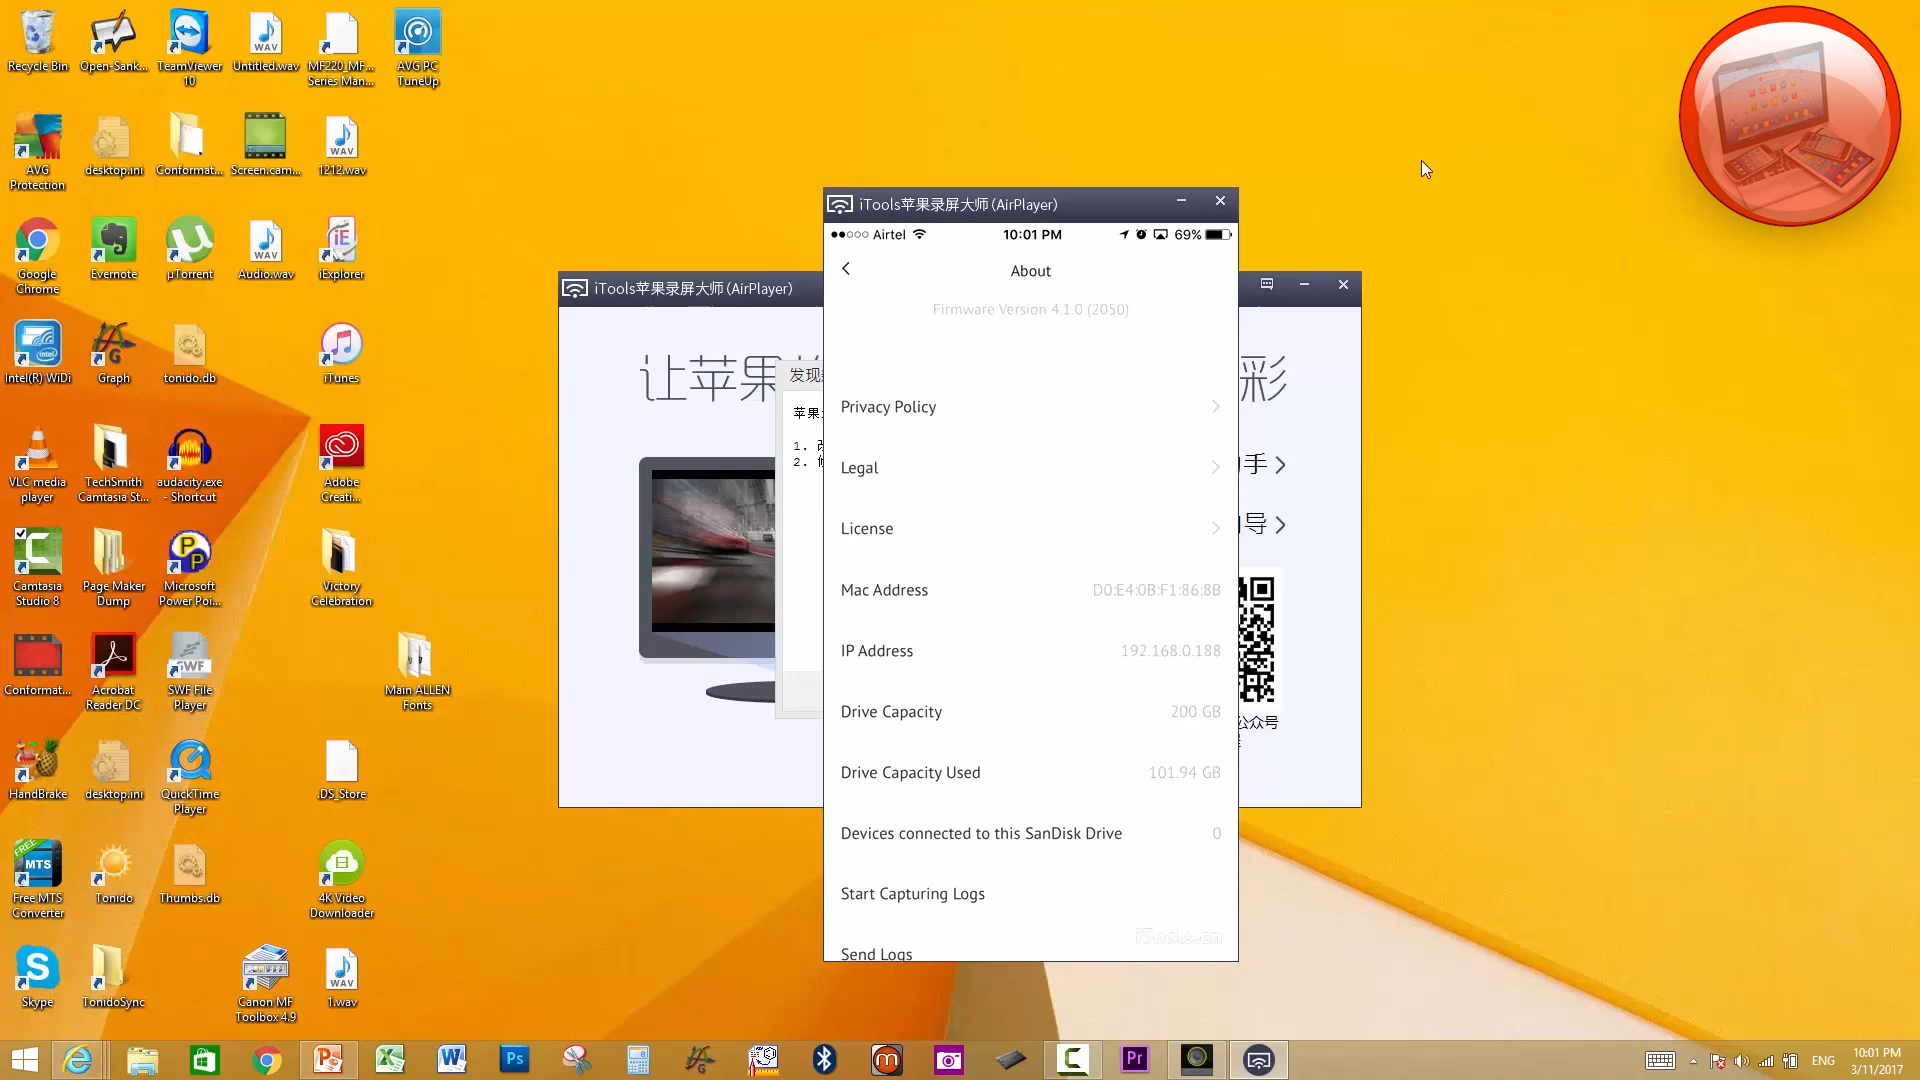 Recycle Bin
Open-Sank...
TeamViewer
10
Untitled.wav
MF220_MF...
Series Man...
AVG PC
TuneUp
AVG
Protection
desktop.ini
Conformat...
Screen.cam...
1212.wav
Google
Chrome
Evernote
µTorrent
Audio.wav
iExplorer
Intel(R) WiDi
Graph
tonido.db
iTunes
VLC media
player
TechSmith
Camtasia St...
audacity.exe
- Shortcut
Adobe
Creati...
Camtasia
Studio 8
Page Maker
Dump
Microsoft
Power Poi...
Victory
Celebration
Conformat...
Acrobat
Reader DC
SWF File
Player
Main ALLEN
Fonts
HandBrake
desktop.ini
QuickTime
Player
.DS_Store
Free MTS
Converter
Tonido
Thumbs.db
4K Video
Downloader
Skype
TonidoSync
Canon MF
Toolbox 4.9
1.wav
iTools苹果录屏大师(AirPlayer)
让苹果
彩
发现
苹果
1.
2.
手
导
公众号
iTools苹果录屏大师(AirPlayer)
Airtel
10:01 PM
69%
About
Firmware Version 4.1.0 (2050)
Privacy Policy
Legal
License
Mac Address D0:E4:0B:F1:86:8B
IP Address 192.168.0.188
Drive Capacity 200 GB
Drive Capacity Used 101.94 GB
Devices connected to this SanDisk Drive 0
Start Capturing Logs
iTools.cn
Send Logs
ENG
10:01 PM
3/11/2017